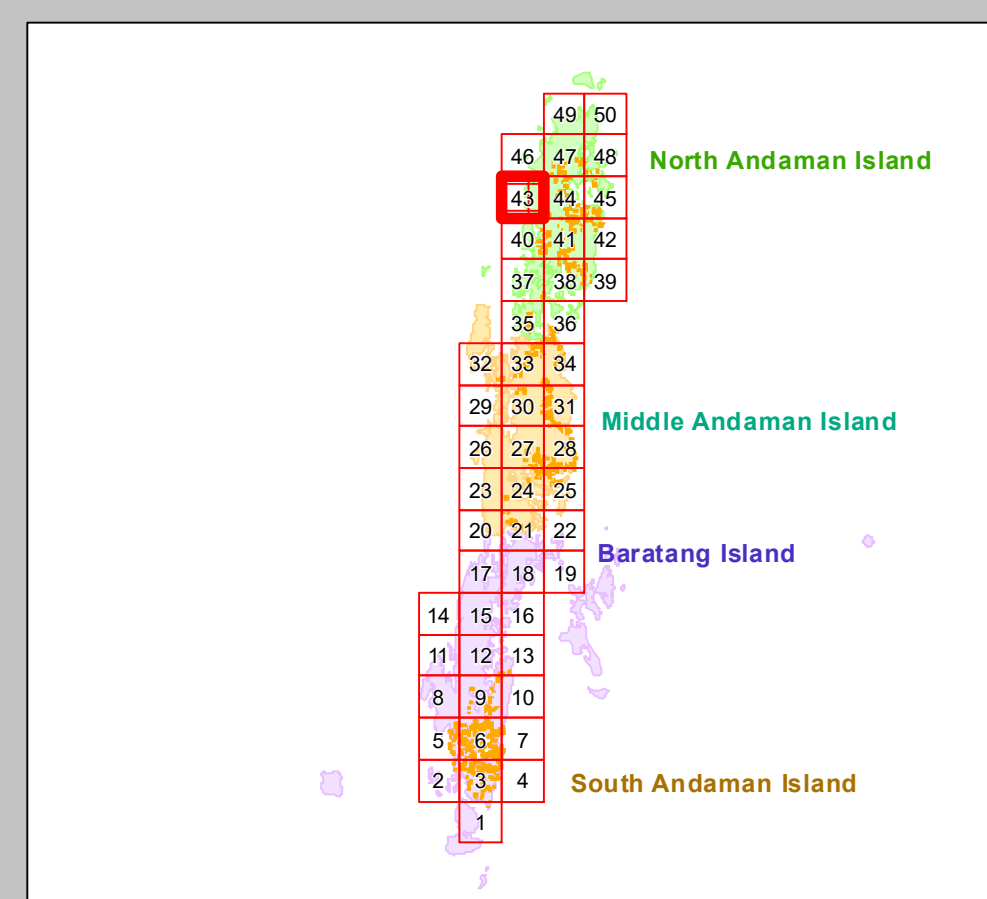 49 50
46 47 48
North Andaman Island
43 44 45
40 41 42
37 38 39
35 36
32 33 34
29 30 31
Middle Andaman Island
26 27 28
23 24 25
20 21 22
Baratang Island
17 18 19
14 15 16
11 12 13
8 9 10
5 6 7
2 3 4
South Andaman Island
1